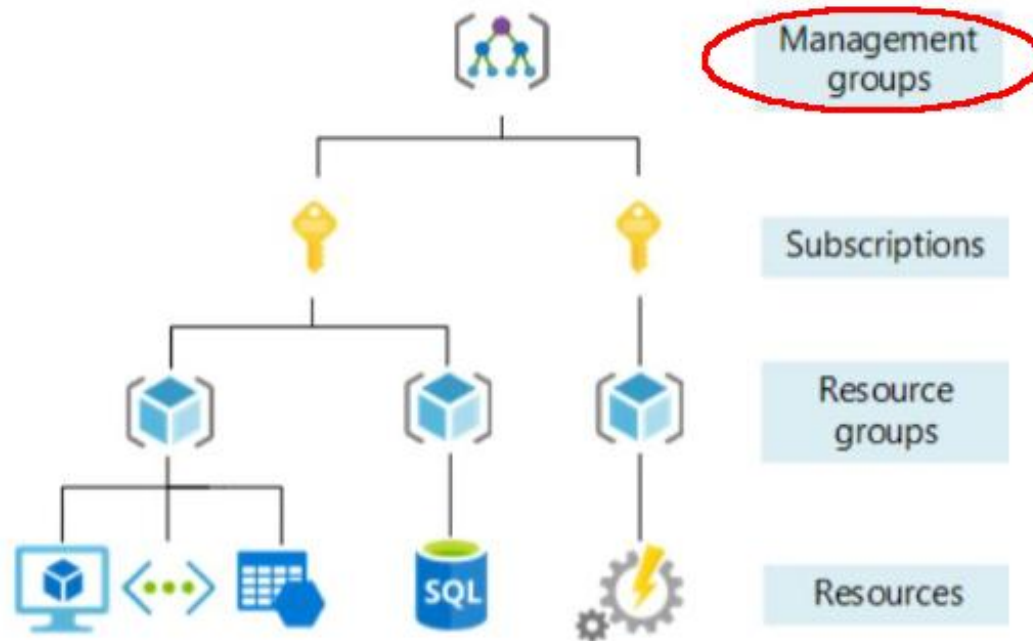 Management
groups
Subscriptions
Resource
groups
SQL
Resources